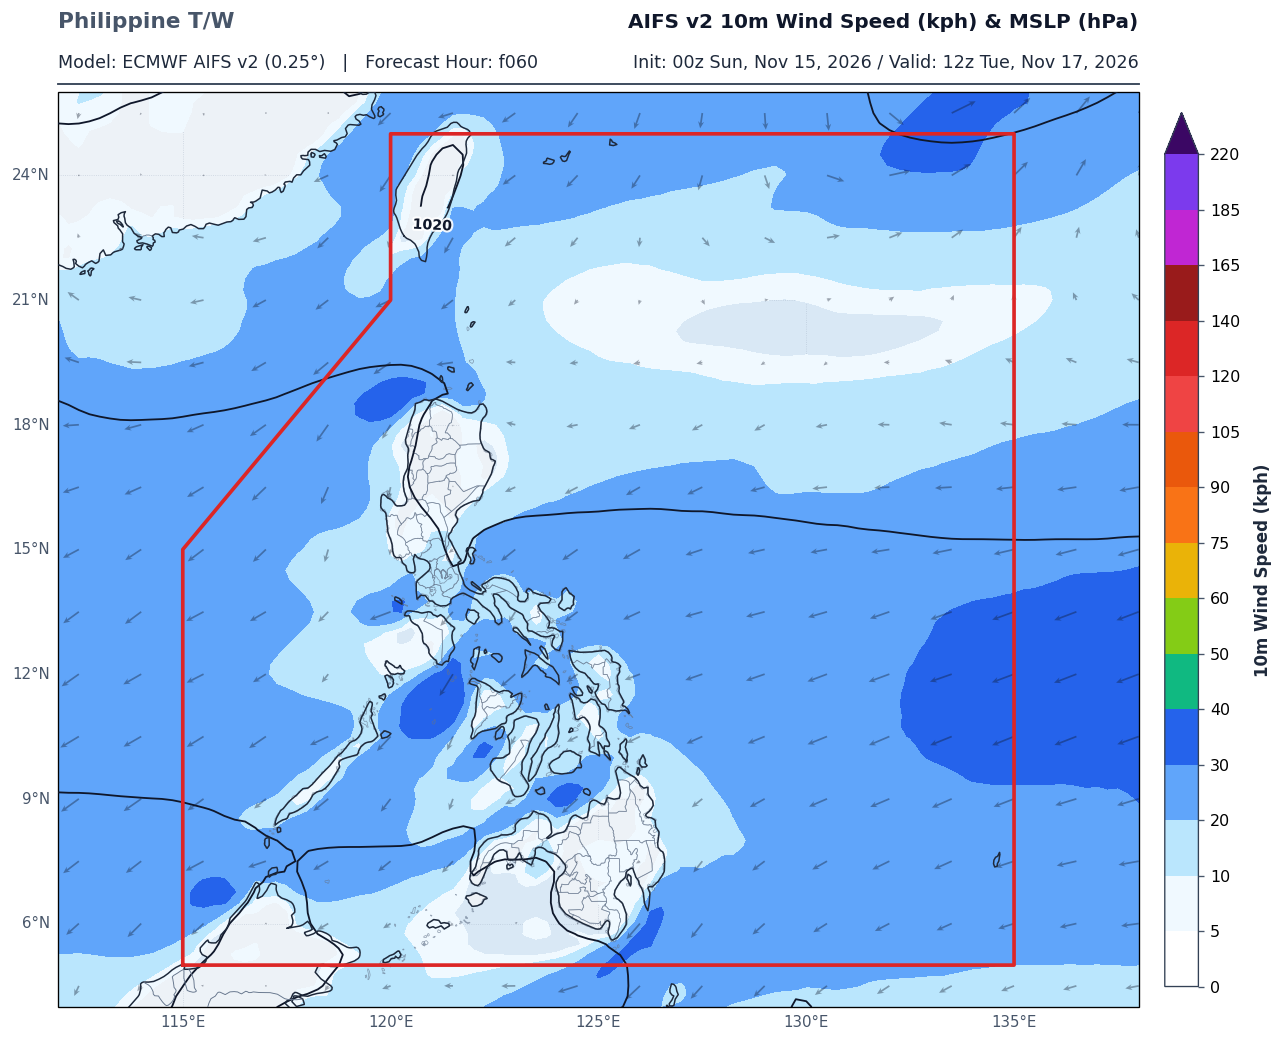 Philippine T/W
AIFS v2 10m Wind Speed (kph) & MSLP (hPa)
Model: ECMWF AIFS v2 (0.25°) | Forecast Hour: f060
Init: 00z Sun, Nov 15, 2026 / Valid: 12z Tue, Nov 17, 2026
24°N
21°N
18°N
15°N
12°N
9°N
6°N
1020
115°E
120°E
125°E
130°E
135°E
220
185
165
140
120
105
90
75
60
50
40
30
20
10
5
0
10m Wind Speed (kph)